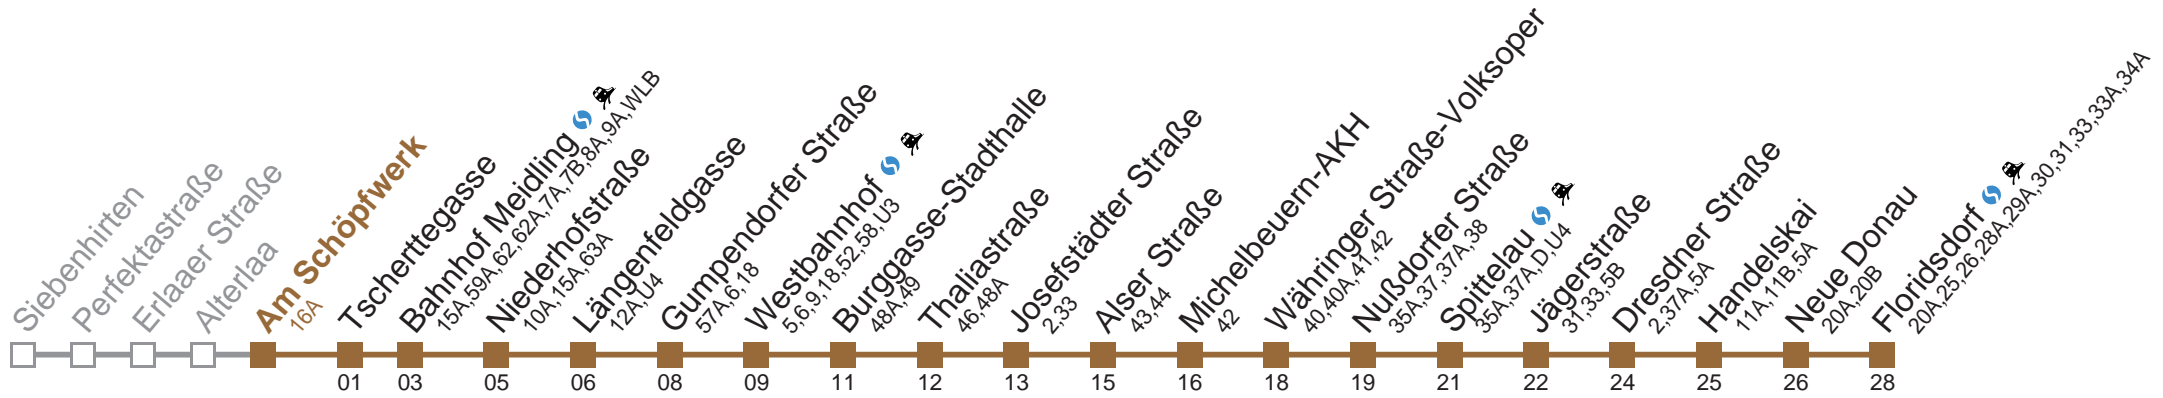 Siebenhirten
Perfektastraße
Erlaaer Straße
Alterlaa
Am Schöpfwerk
16A
Tscherttegasse
Bahnhof Meidling
15A,59A,62,62A,7A,7B,8A,9A,WLB
Niederhofstraße
10A,15A,63A
Längenfeldgasse
12A,U4
Gumpendorfer Straße
57A,6,18
Westbahnhof
5,6,9,18,52,58,U3
Burggasse-Stadthalle
48A,49
Thaliastraße
46,48A
Josefstädter Straße
2,33
Alser Straße
43,44
Michelbeuern-AKH
42
Währinger Straße-Volksoper
40,40A,41,42
Nußdorfer Straße
35A,37,37A,38
Spittelau
35A,37A,D,U4
Jägerstraße
31,33,5B
Dresdner Straße
2,37A,5A
Handelskai
11A,11B,5A
Neue Donau
20A,20B
Floridsdorf
20A,25,26,28A,29A,30,31,33,33A,34A
01 03 05 06 08 09 11 12 13 15 16 18 19 21 22 24 25 26 28